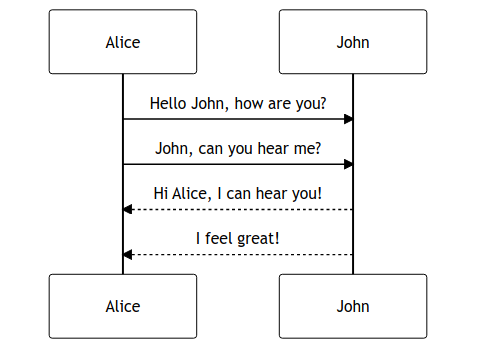 Alice
John
Hello John, how are you?
John, can you hear me?
Hi Alice, I can hear you!
I feel great!
Alice
John